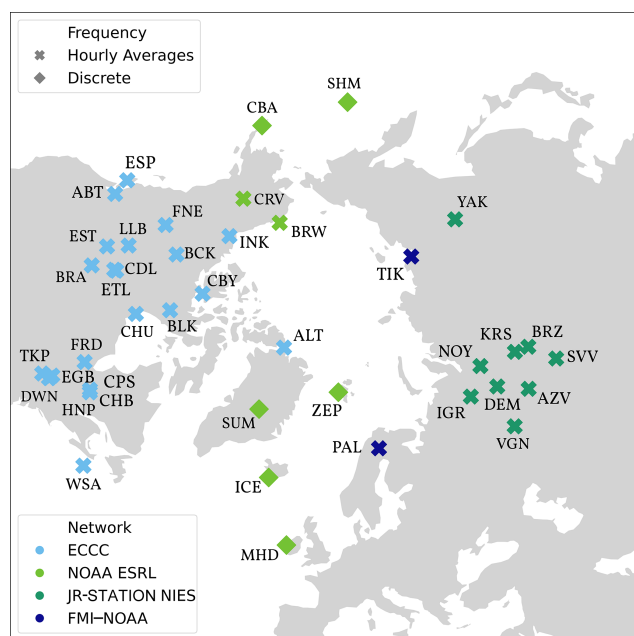 Frequency
Hourly Averages
Discrete
SHM
CBA
ESP
ABT
CRV
YAK
FNE
BRW
EST
LLB
INK
BCK
TIK
BRA
CDL
ETL
CBY
CHU
BLK
ALT
KRS
BRZ
FRD
NOY
SVV
TKP
EGB
CPS
DWN
CHB
HNP
SUM
ZEP
IGR
DEM
AZV
PAL
VGN
WSA
ICE
MHD
Network
ECCC
NOAA ESRL
JR-STATION NIES
FMI–NOAA